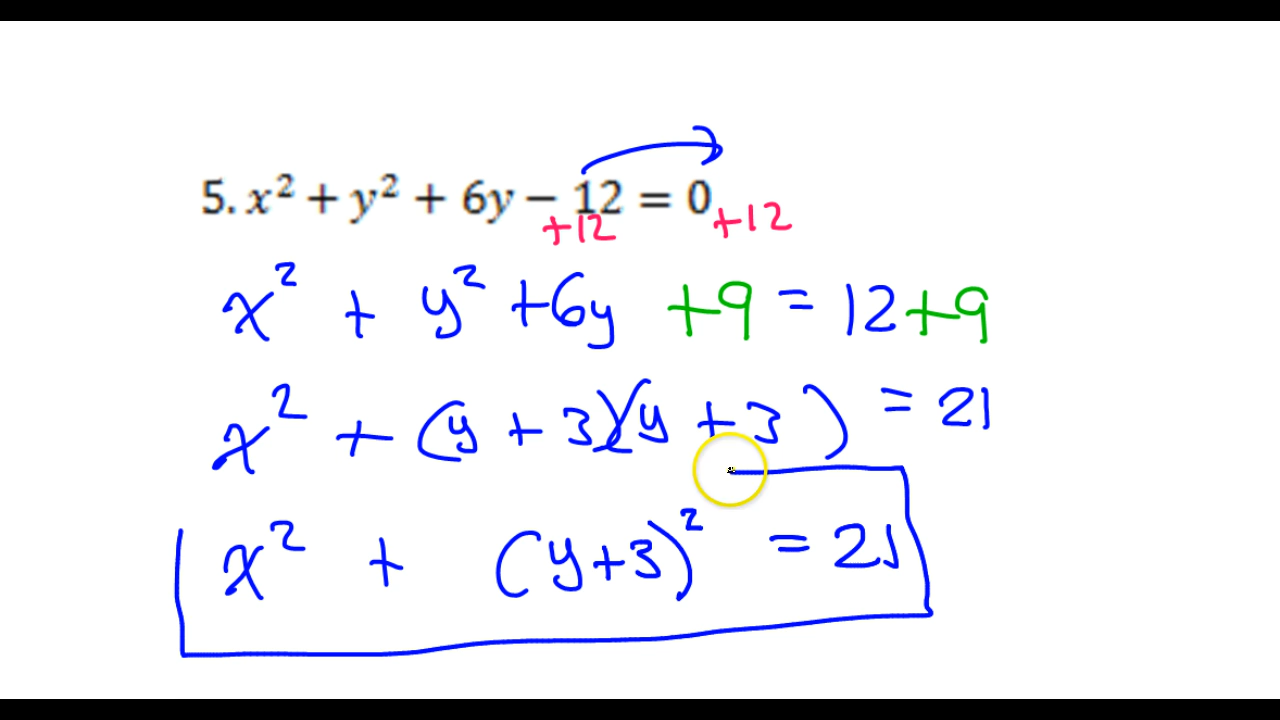 5. x² + y² + 6y − 12 = 0
+12 +12
x² + y² +6y +9 = 12+9
x² + (y + 3)(y + 3) = 21
x² + (y+3)² = 21